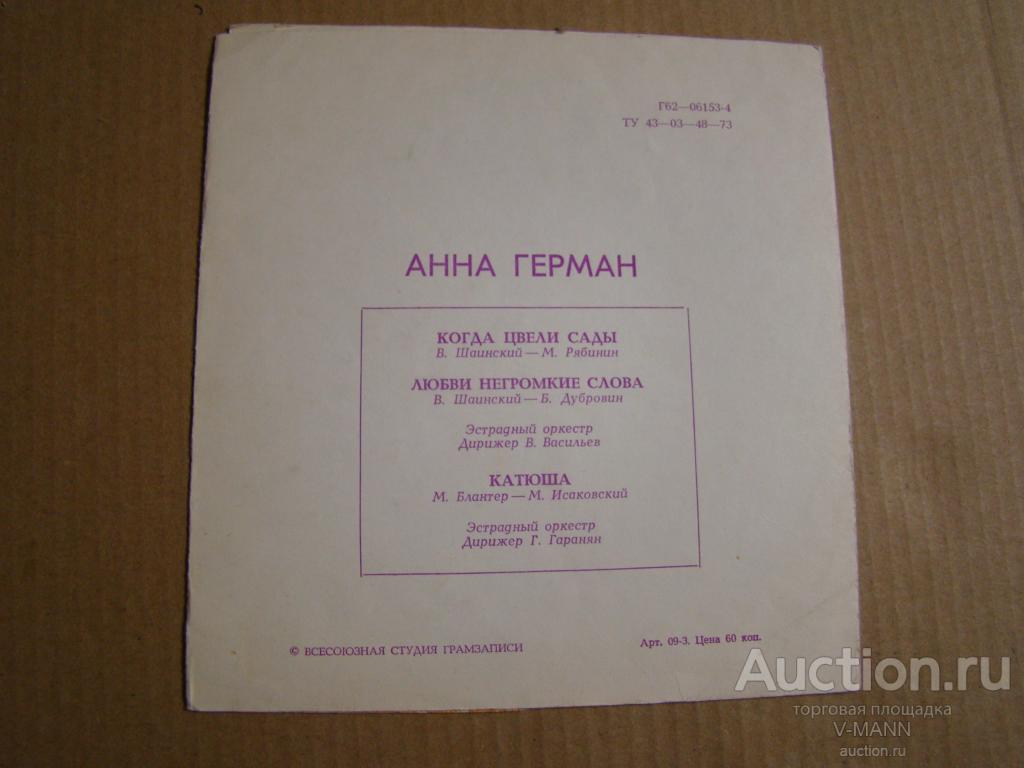 Г62—06153-4
ТУ 43—03—48—73
АННА ГЕРМАН
КОГДА ЦВЕЛИ САДЫ
В. Шаинский — М. Рябинин
ЛЮБВИ НЕГРОМКИЕ СЛОВА
В. Шаинский — Б. Дубровин
Эстрадный оркестр
Дирижер В. Васильев
КАТЮША
М. Блантер — М. Исаковский
Эстрадный оркестр
Дирижер Г. Гаранян
© ВСЕСОЮЗНАЯ СТУДИЯ ГРАМЗАПИСИ
Арт. 09-3. Цена 60 коп.
Auction.ru
торговая площадка
V-MANN
auction.ru